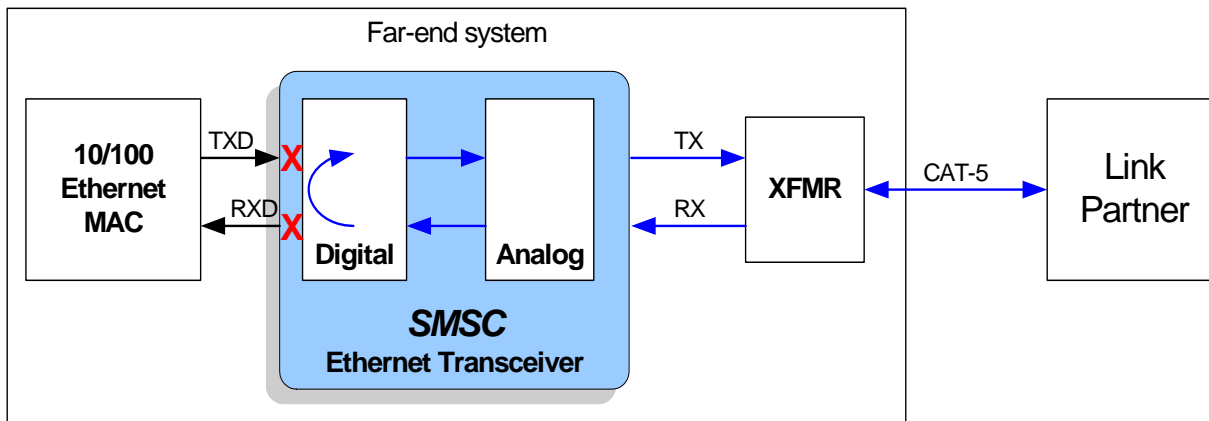 Far-end system
10/100
Ethernet
MAC
TXD
RXD
X
X
Digital
Analog
SMSC
Ethernet Transceiver
TX
RX
XFMR
CAT-5
Link
Partner